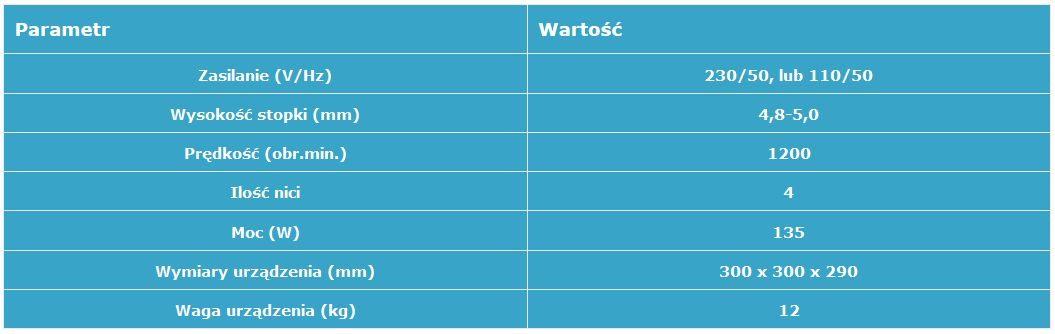 Parametr Wartość
Zasilanie (V/Hz) 230/50, lub 110/50
Wysokość stopki (mm) 4,8-5,0
Prędkość (obr.min.) 1200
Ilość nici 4
Moc (W) 135
Wymiary urządzenia (mm) 300 x 300 x 290
Waga urządzenia (kg) 12